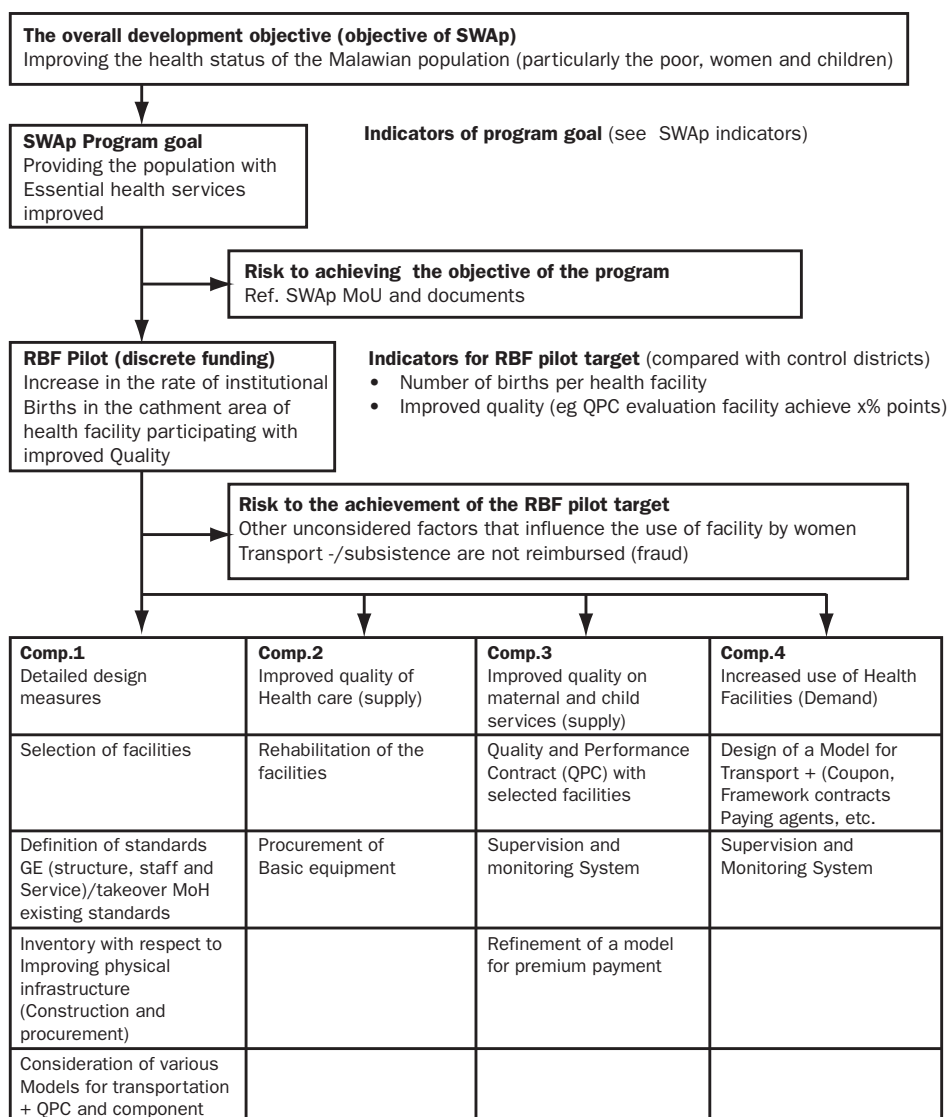 The overall development objective (objective of SWAp)
Improving the health status of the Malawian population (particularly the poor, women and children)
SWAp Program goal
Providing the population with
Essential health services
improved
Indicators of program goal (see SWAp indicators)
Risk to achieving the objective of the program
Ref. SWAp MoU and documents
RBF Pilot (discrete funding)
Increase in the rate of institutional
Births in the cathment area of
health facility participating with
improved Quality
Indicators for RBF pilot target (compared with control districts)
• Number of births per health facility
• Improved quality (eg QPC evaluation facility achieve x% points)
Risk to the achievement of the RBF pilot target
Other unconsidered factors that influence the use of facility by women
Transport -/subsistence are not reimbursed (fraud)
Comp.1
Detailed design
measures
Comp.2
Improved quality of
Health care (supply)
Comp.3
Improved quality on
maternal and child
services (supply)
Comp.4
Increased use of Health
Facilities (Demand)
Selection of facilities
Rehabilitation of the
facilities
Quality and Performance
Contract (QPC) with
selected facilities
Design of a Model for
Transport + (Coupon,
Framework contracts
Paying agents, etc.
Definition of standards
GE (structure, staff and
Service)/takeover MoH
existing standards
Procurement of
Basic equipment
Supervision and
monitoring System
Supervision and
Monitoring System
Inventory with respect to
Improving physical
infrastructure
(Construction and
procurement)
Refinement of a model
for premium payment
Consideration of various
Models for transportation
+ QPC and component